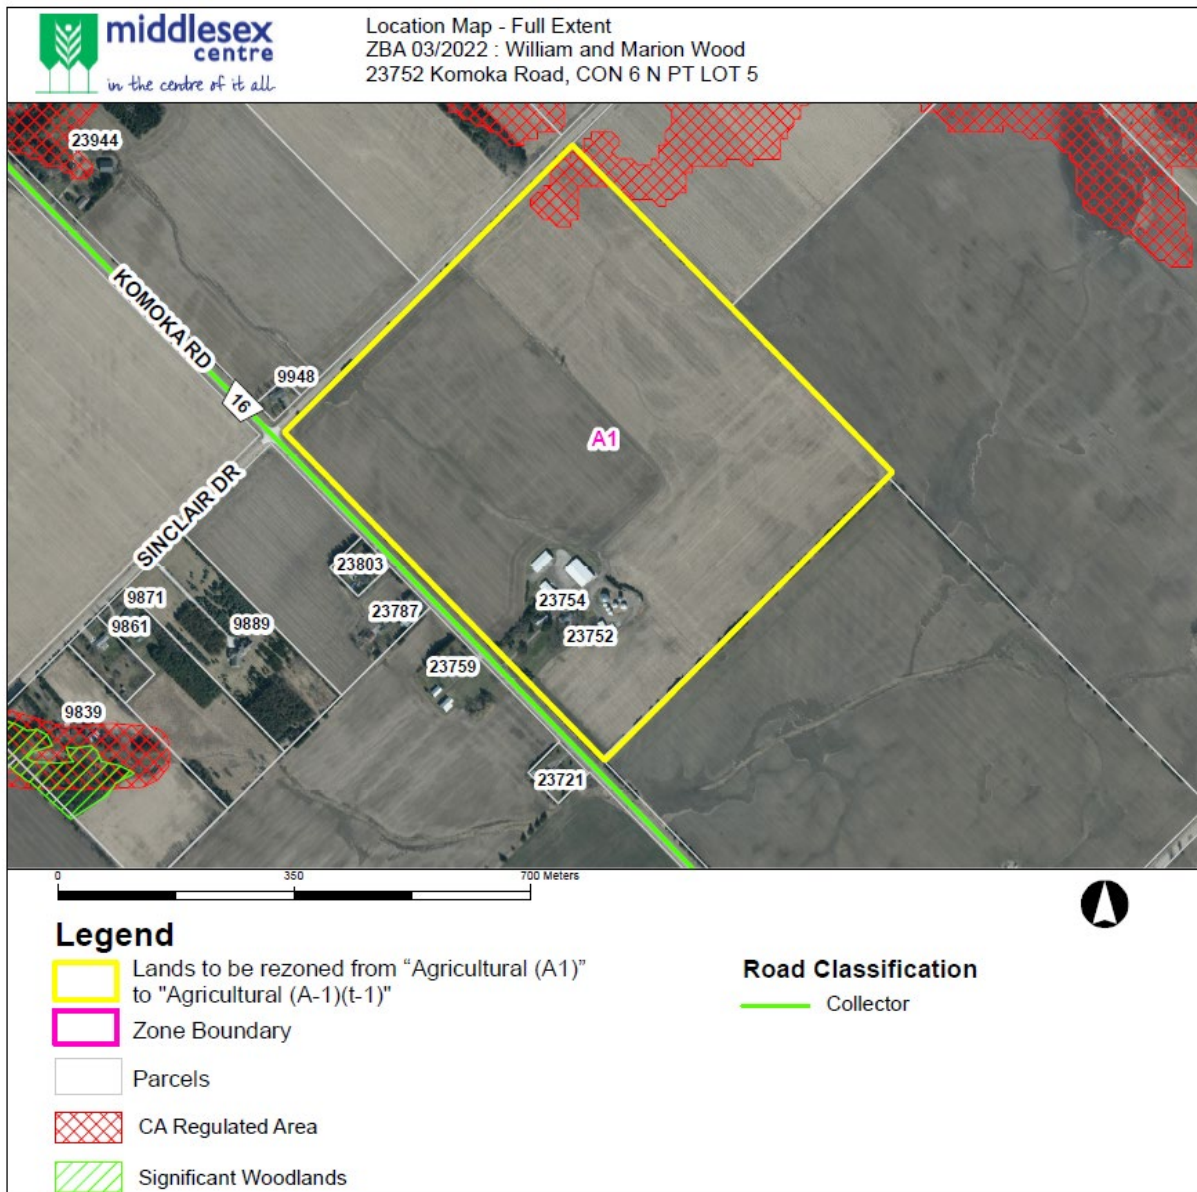 middlesex
centre
in the centre of it all
Location Map - Full Extent
ZBA 03/2022 : William and Marion Wood
23752 Komoka Road, CON 6 N PT LOT 5
23944
KOMOKA RD
9948
16
A1
SINCLAIR DR
23803
23754
9871
23787
9861
9889
23752
23759
9839
23721
0 350 700 Meters
Legend
Lands to be rezoned from “Agricultural (A1)”
to "Agricultural (A-1)(t-1)"
Zone Boundary
Parcels
CA Regulated Area
Significant Woodlands
Road Classification
Collector